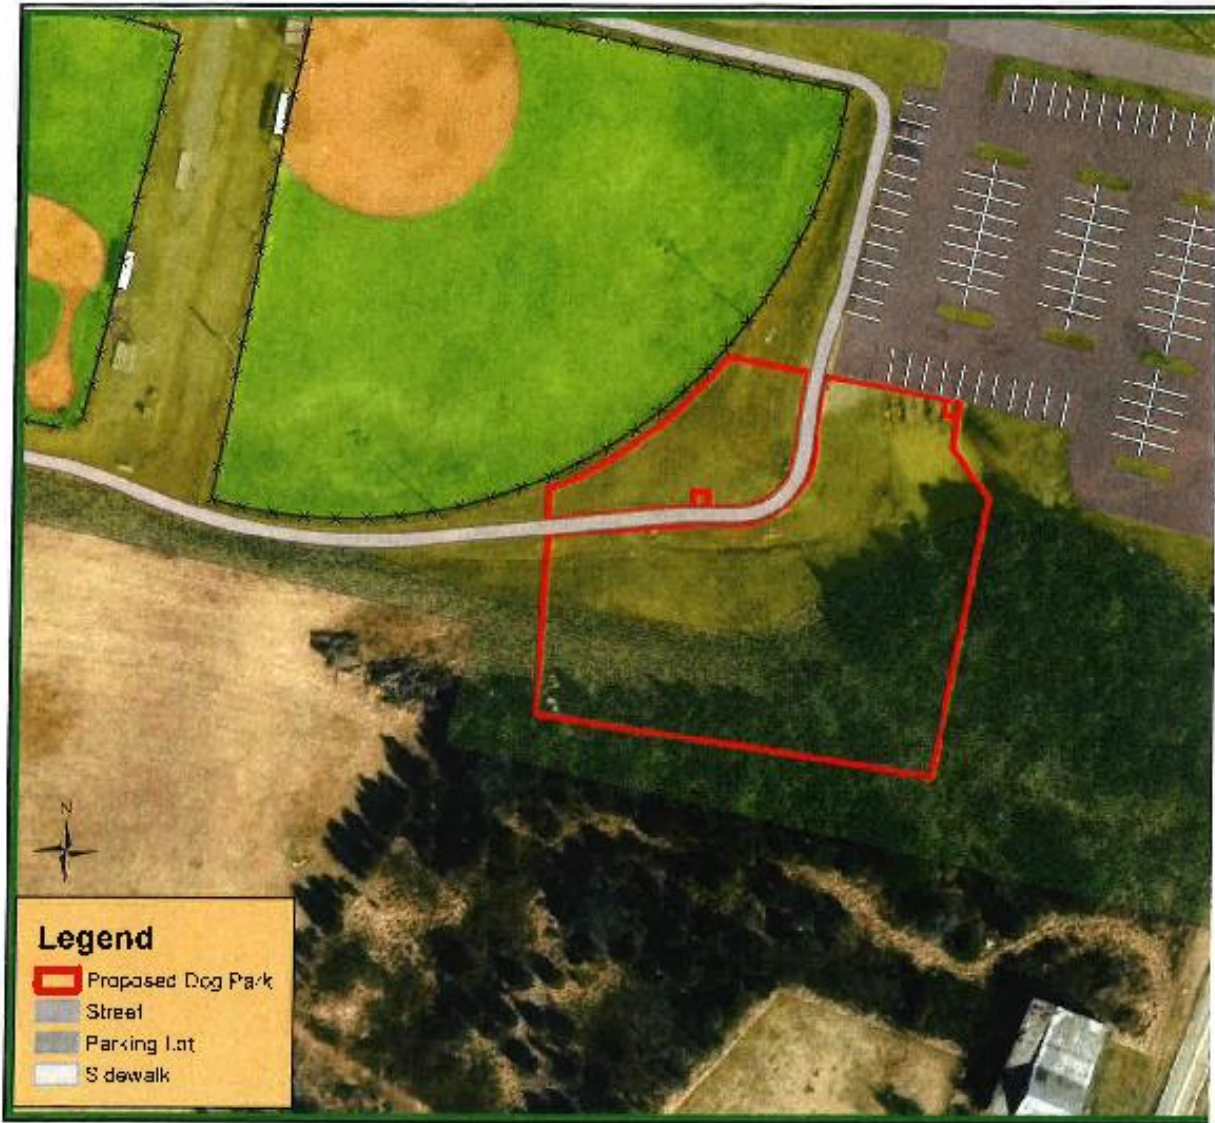 N
Legend
Proposed Dog Park
Street
Parking Lot
Sidewalk